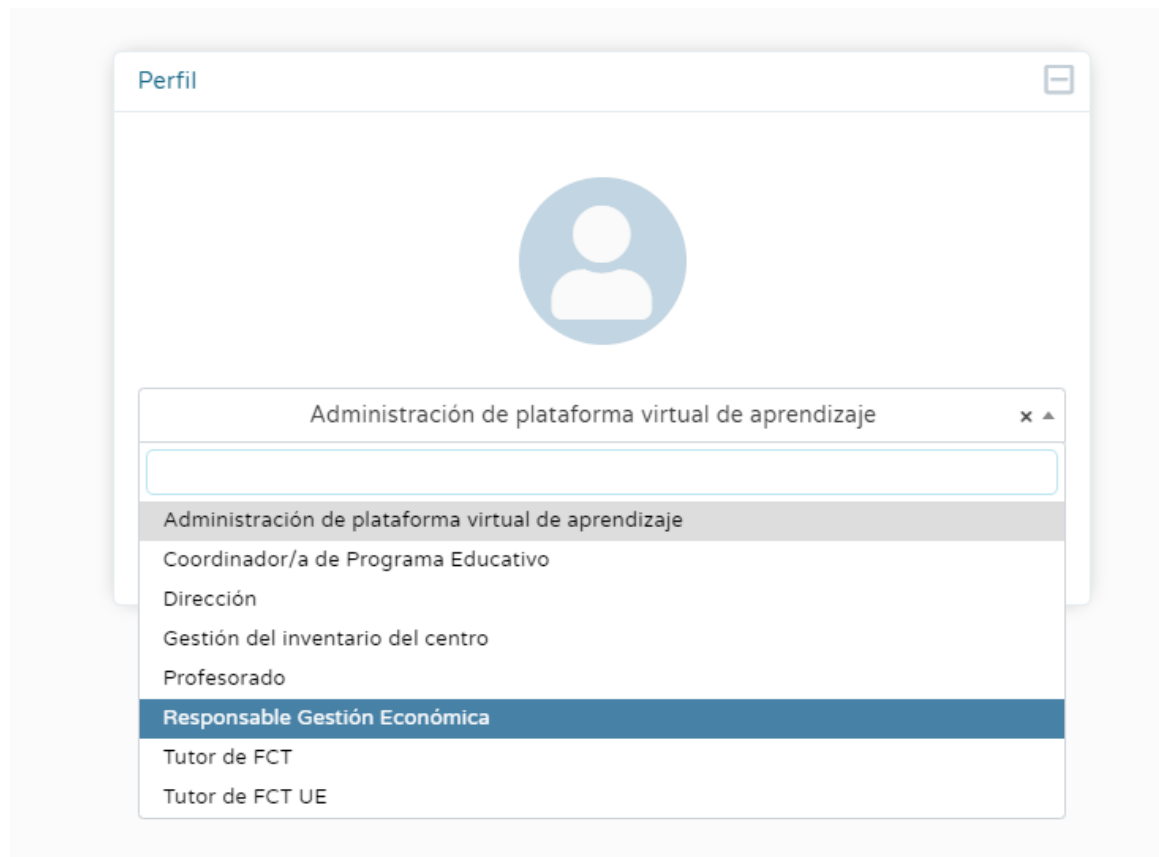 Perfil
Administración de plataforma virtual de aprendizaje
Administración de plataforma virtual de aprendizaje
Coordinador/a de Programa Educativo
Dirección
Gestión del inventario del centro
Profesorado
Responsable Gestión Económica
Tutor de FCT
Tutor de FCT UE